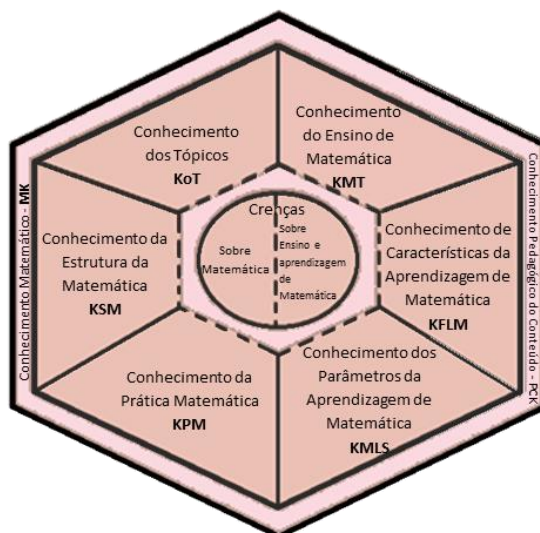 Conhecimento
dos Tópicos
KoT
Conhecimento
do Ensino de
Matemática
KMT
Conhecimento Matemático - MK
Conhecimento da
Estrutura da
Matemática
KSM
Crenças
Sobre
Matemática
Sobre
Ensino e
aprendizagem
de
Matemática
Conhecimento de
Características da
Aprendizagem de
Matemática
KFLM
Conhecimento Pedagógico do Conteúdo - PCK
Conhecimento da
Prática Matemática
KPM
Conhecimento dos
Parâmetros da
Aprendizagem de
Matemática
KMLS